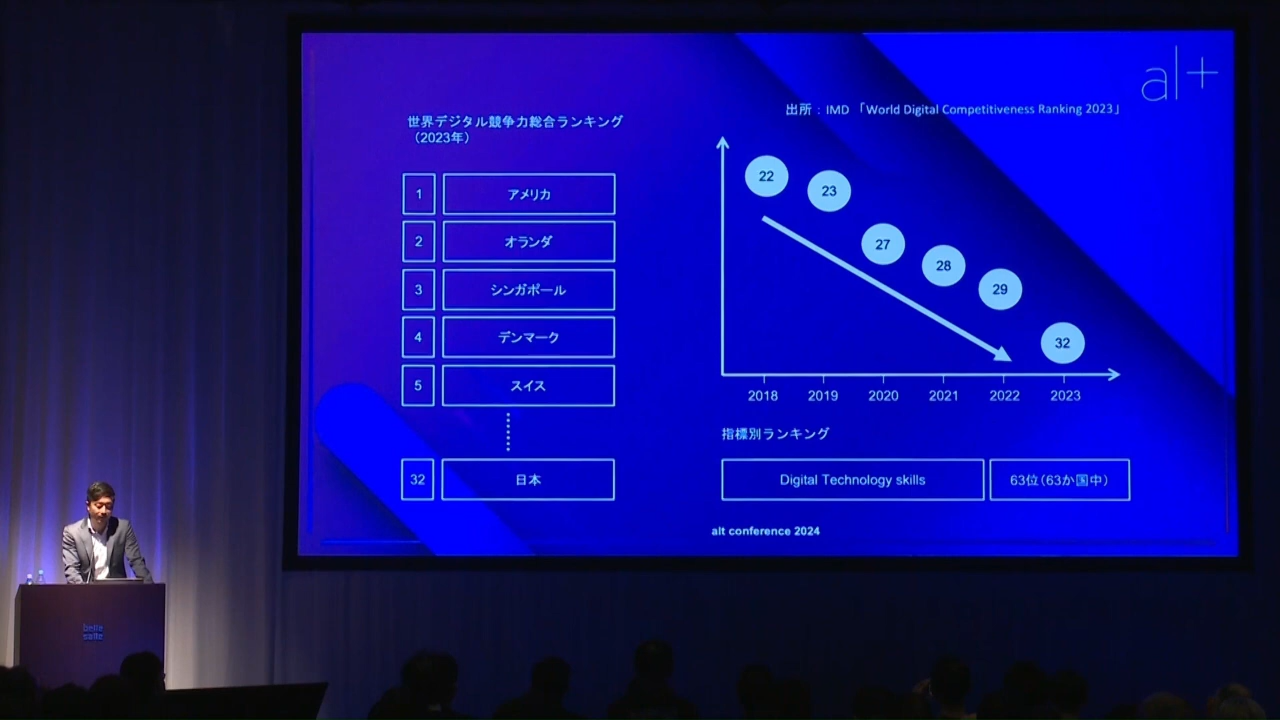 al+
世界デジタル競争力総合ランキング
（2023年）
1 アメリカ
2 オランダ
3 シンガポール
4 デンマーク
5 スイス
32 日本
出所：IMD 「World Digital Competitiveness Ranking 2023」
22
23
27
28
29
32
2018 2019 2020 2021 2022 2023
指標別ランキング
Digital Technology skills 63位（63か国中）
alt conference 2024
belle
salle